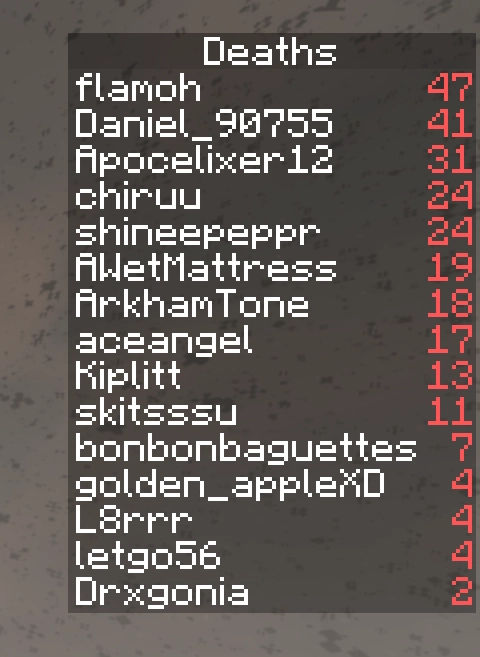 Deaths
flamoh 47
Daniel_90755 41
Apocelixer12 31
chiruu 24
shineepeppr 24
AWetMattress 19
ArkhamTone 18
aceangel 17
Kiplitt 13
skitsssu 11
bonbonbaguettes 7
golden_appleXD 4
L8rrr 4
letgo56 4
Drxgonia 2